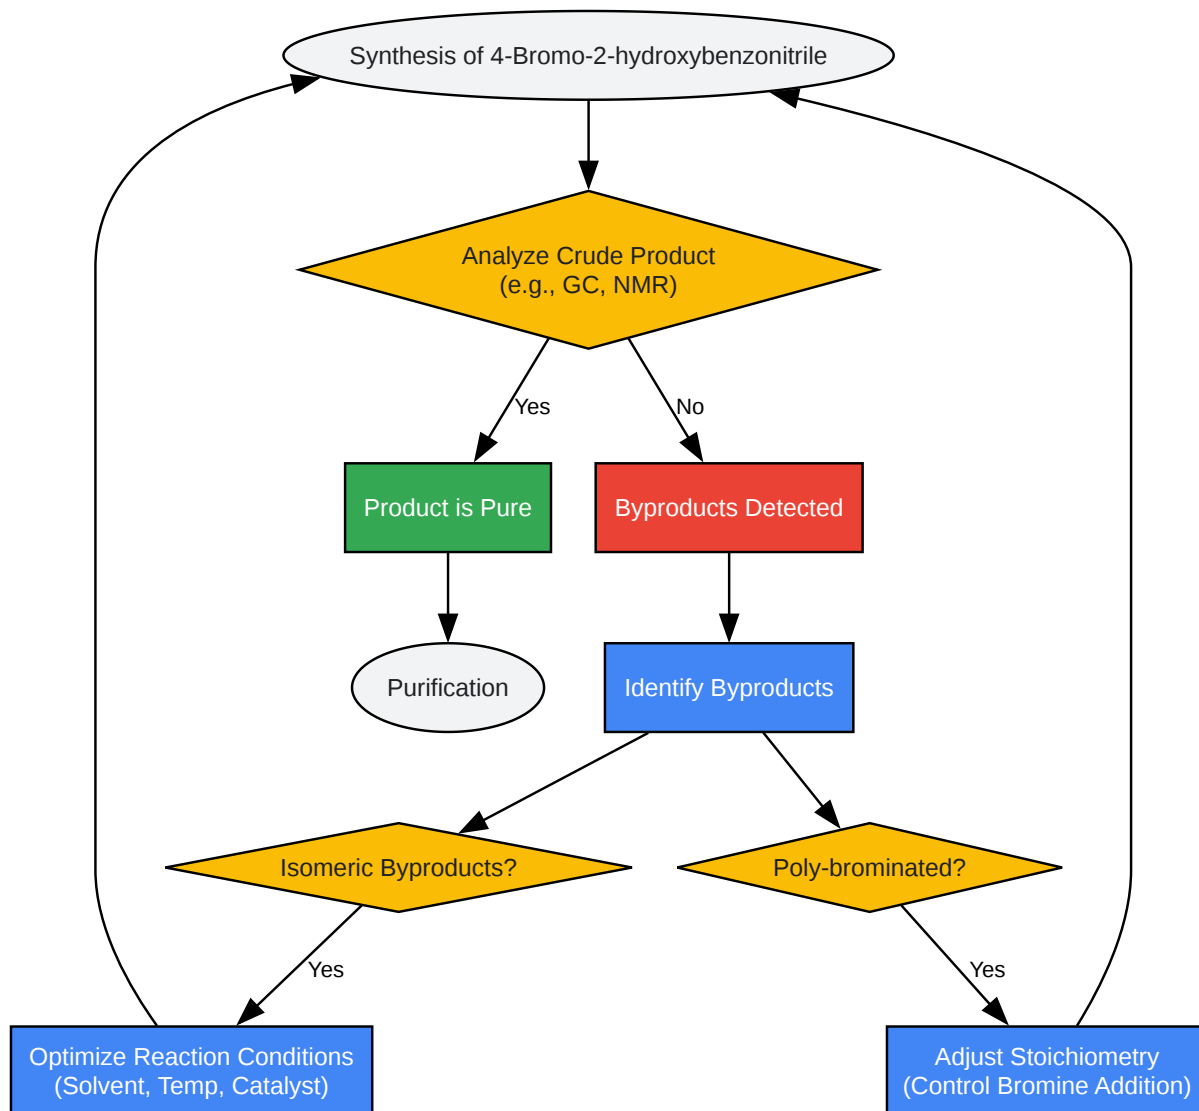 Synthesis of 4-Bromo-2-hydroxybenzonitrile
Analyze Crude Product
(e.g., GC, NMR)
Yes
No
Product is Pure
Byproducts Detected
Purification
Identify Byproducts
Isomeric Byproducts?
Poly-brominated?
Yes
Yes
Optimize Reaction Conditions
(Solvent, Temp, Catalyst)
Adjust Stoichiometry
(Control Bromine Addition)